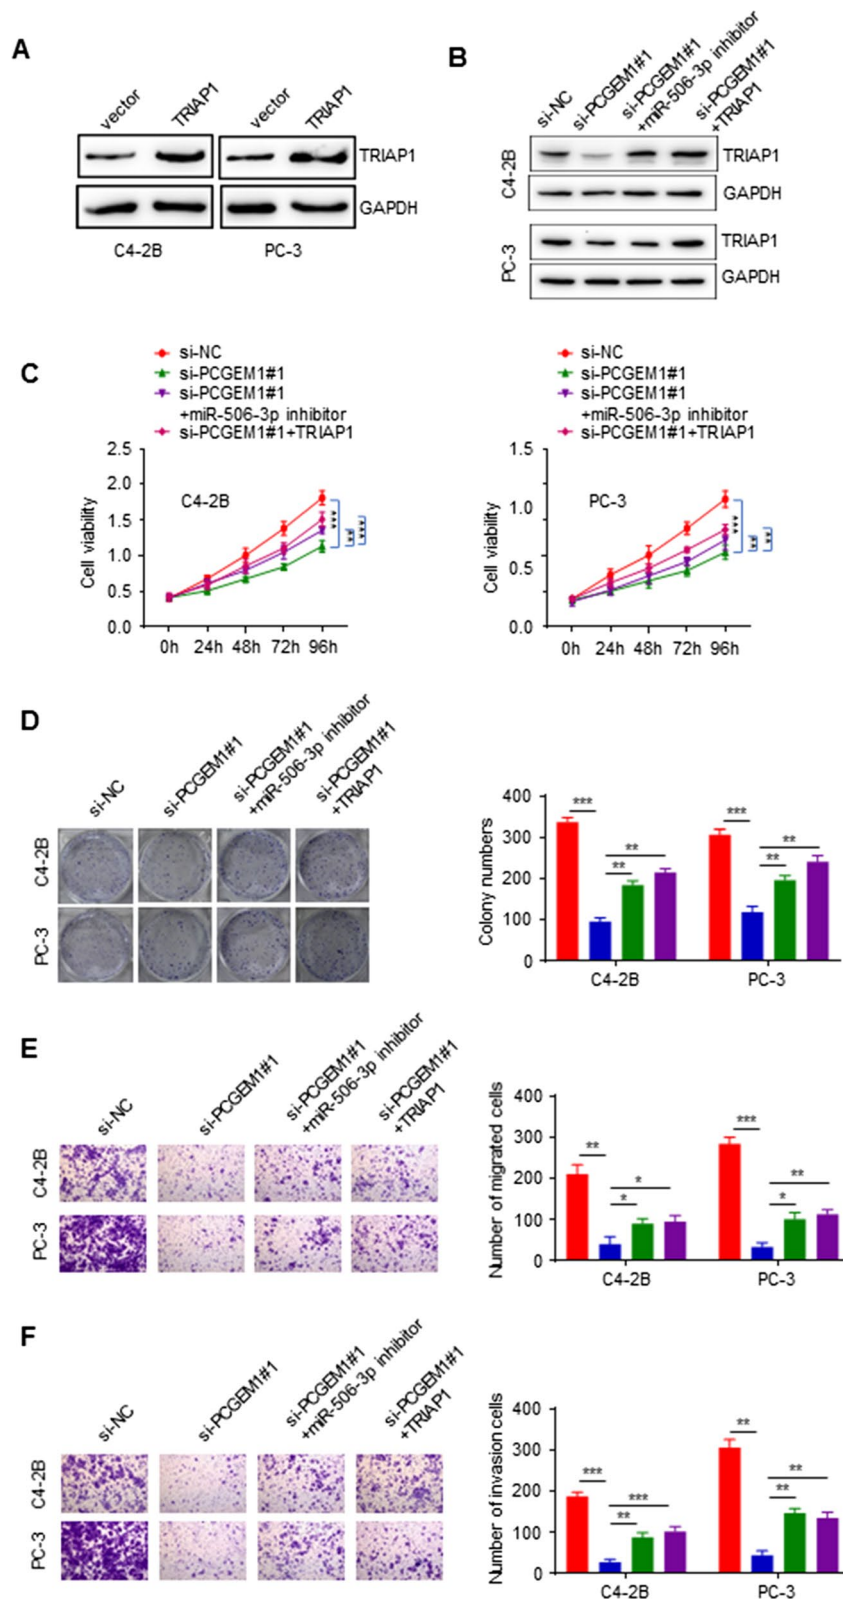 A
vector
TRIAP1
vector
TRIAP1
TRIAP1
GAPDH
C4-2B
PC-3
B
si-NC
si-PCGEM1#1
si-PCGEM1#1
+miR-506-3p inhibitor
si-PCGEM1#1
+TRIAP1
C4-2B
TRIAP1
GAPDH
PC-3
TRIAP1
GAPDH
C
si-NC
si-PCGEM1#1
si-PCGEM1#1
+miR-506-3p inhibitor
si-PCGEM1#1+TRIAP1
Cell viability
2.5
2.0
1.5
1.0
0.5
0.0
C4-2B
***
**
***
0h 24h 48h 72h 96h
si-NC
si-PCGEM1#1
si-PCGEM1#1
+miR-506-3p inhibitor
si-PCGEM1#1+TRIAP1
Cell viability
1.5
1.0
0.5
0.0
PC-3
***
**
**
0h 24h 48h 72h 96h
D
si-NC
si-PCGEM1#1
si-PCGEM1#1
+miR-506-3p inhibitor
si-PCGEM1#1
+TRIAP1
C4-2B
PC-3
Colony numbers
400
300
200
100
0
***
**
**
***
**
**
C4-2B
PC-3
E
si-NC
si-PCGEM1#1
si-PCGEM1#1
+miR-506-3p inhibitor
si-PCGEM1#1
+TRIAP1
C4-2B
PC-3
Number of migrated cells
400
300
200
100
0
**
*
*
***
**
*
C4-2B
PC-3
F
si-NC
si-PCGEM1#1
si-PCGEM1#1
+miR-506-3p inhibitor
si-PCGEM1#1
+TRIAP1
C4-2B
PC-3
Number of invasion cells
400
300
200
100
0
***
***
**
**
**
**
C4-2B
PC-3